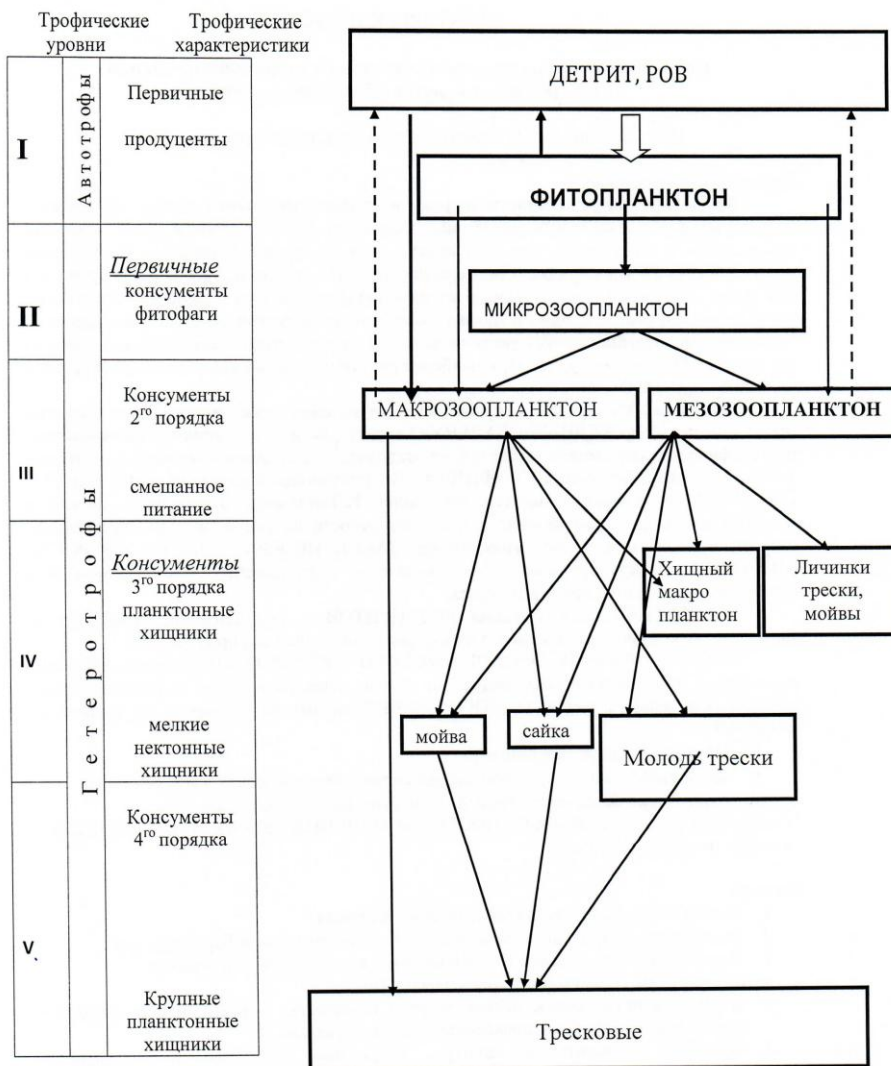 Трофические уровни
Трофические характеристики
I
Автотрофы
Первичные
продуценты
II
Первичные
консументы
фитофаги
Гетеротрофы
III
Консументы
2го порядка
смешанное
питание
IV
Консументы
3го порядка
планктонные
хищники
мелкие
нектонные
хищники
V.
Консументы
4го порядка
Крупные
планктонные
хищники
ДЕТРИТ, РОВ
ФИТОПЛАНКТОН
МИКРОЗООПЛАНКТОН
МАКРОЗООПЛАНКТОН
МЕЗОЗООПЛАНКТОН
Хищный
макро
планктон
Личинки
трески,
мойвы
мойва
сайка
Молодь трески
Тресковые